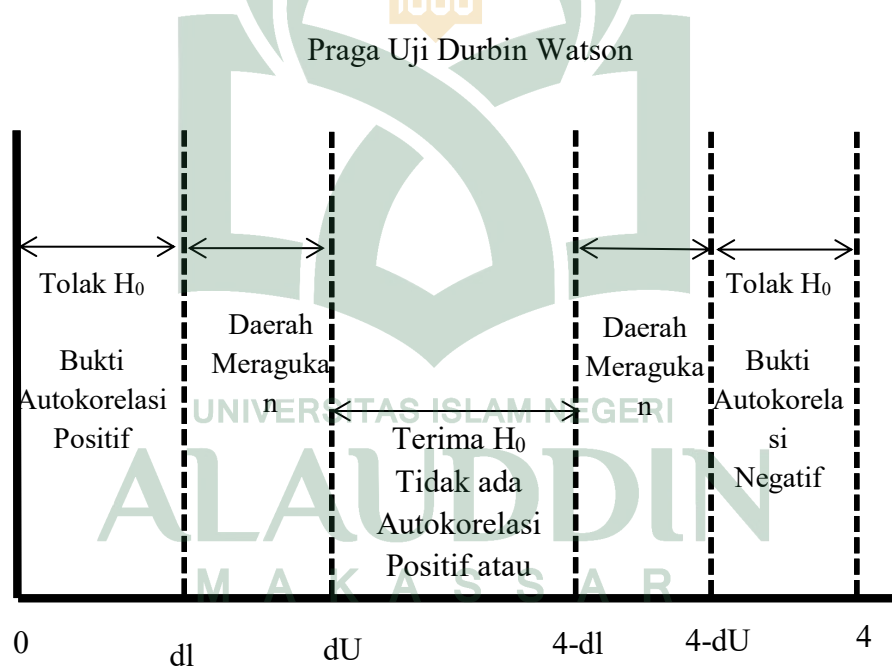 1000
Praga Uji Durbin Watson
Tolak H₀
Bukti
Autokorelasi
Positif
Daerah
Meraguka
n
Terima H₀
Tidak ada
Autokorelasi
Positif atau
Daerah
Meraguka
n
Tolak H₀
Bukti
Autokorela
si
Negatif
UNIVERSITAS ISLAM NEGERI
ALAUDDIN
MAKASSAR
0
dl
dU
4-dl
4-dU
4